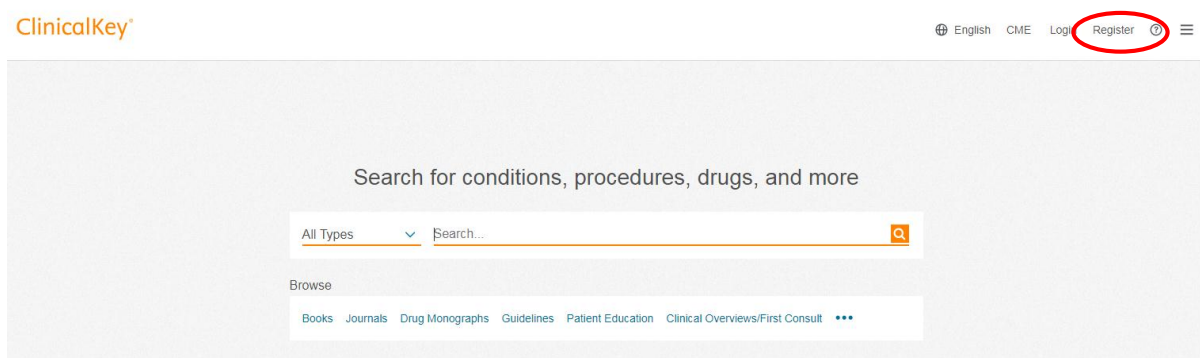 ClinicalKey®
English CME Login Register
Search for conditions, procedures, drugs, and more
All Types Search...
Browse
Books Journals Drug Monographs Guidelines Patient Education Clinical Overviews/First Consult •••